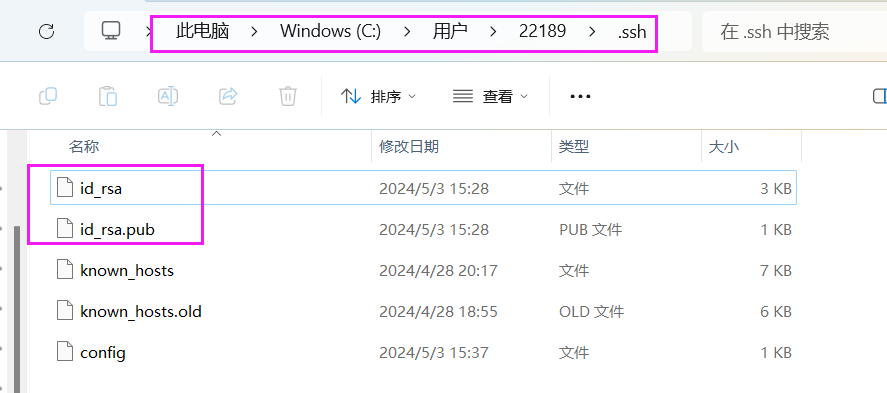 此电脑 > Windows (C:) > 用户 > 22189 > .ssh 在 .ssh 中搜索
排序 查看 •••
名称 修改日期 类型 大小
id_rsa 2024/5/3 15:28 文件 3 KB
id_rsa.pub 2024/5/3 15:28 PUB 文件 1 KB
known_hosts 2024/4/28 20:17 文件 7 KB
known_hosts.old 2024/4/28 18:55 OLD 文件 6 KB
config 2024/5/3 15:37 文件 1 KB